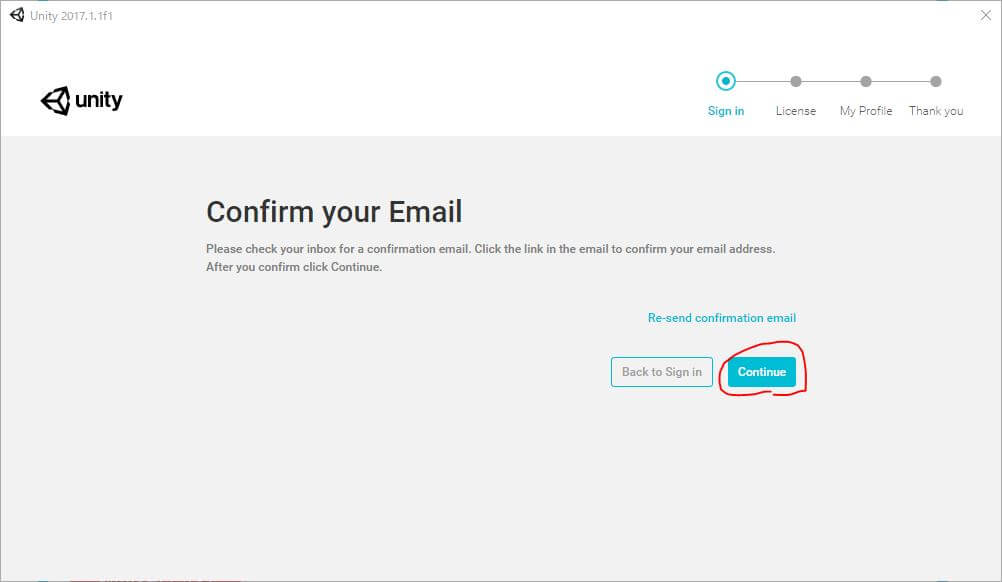 Unity 2017.1.1f1
unity
Sign in
License
My Profile
Thank you
Confirm your Email
Please check your inbox for a confirmation email. Click the link in the email to confirm your email address.
After you confirm click Continue.
Re-send confirmation email
Back to Sign in
Continue